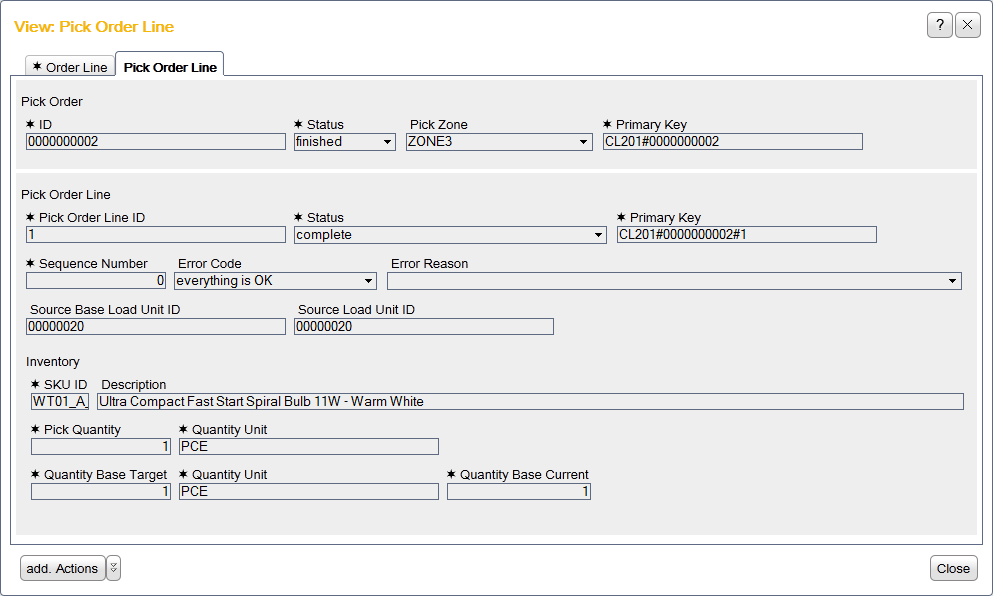 View: Pick Order Line
?
✶ Order Line Pick Order Line
Pick Order
✶ ID ✶ Status Pick Zone ✶ Primary Key
0000000002 finished ZONE3 CL201#0000000002
Pick Order Line
✶ Pick Order Line ID ✶ Status ✶ Primary Key
1 complete CL201#0000000002#1
✶ Sequence Number Error Code Error Reason
0 everything is OK
Source Base Load Unit ID Source Load Unit ID
00000020 00000020
Inventory
✶ SKU ID Description
WT01_A_ Ultra Compact Fast Start Spiral Bulb 11W - Warm White
✶ Pick Quantity ✶ Quantity Unit
1 PCE
✶ Quantity Base Target ✶ Quantity Unit ✶ Quantity Base Current
1 PCE 1
add. Actions Close